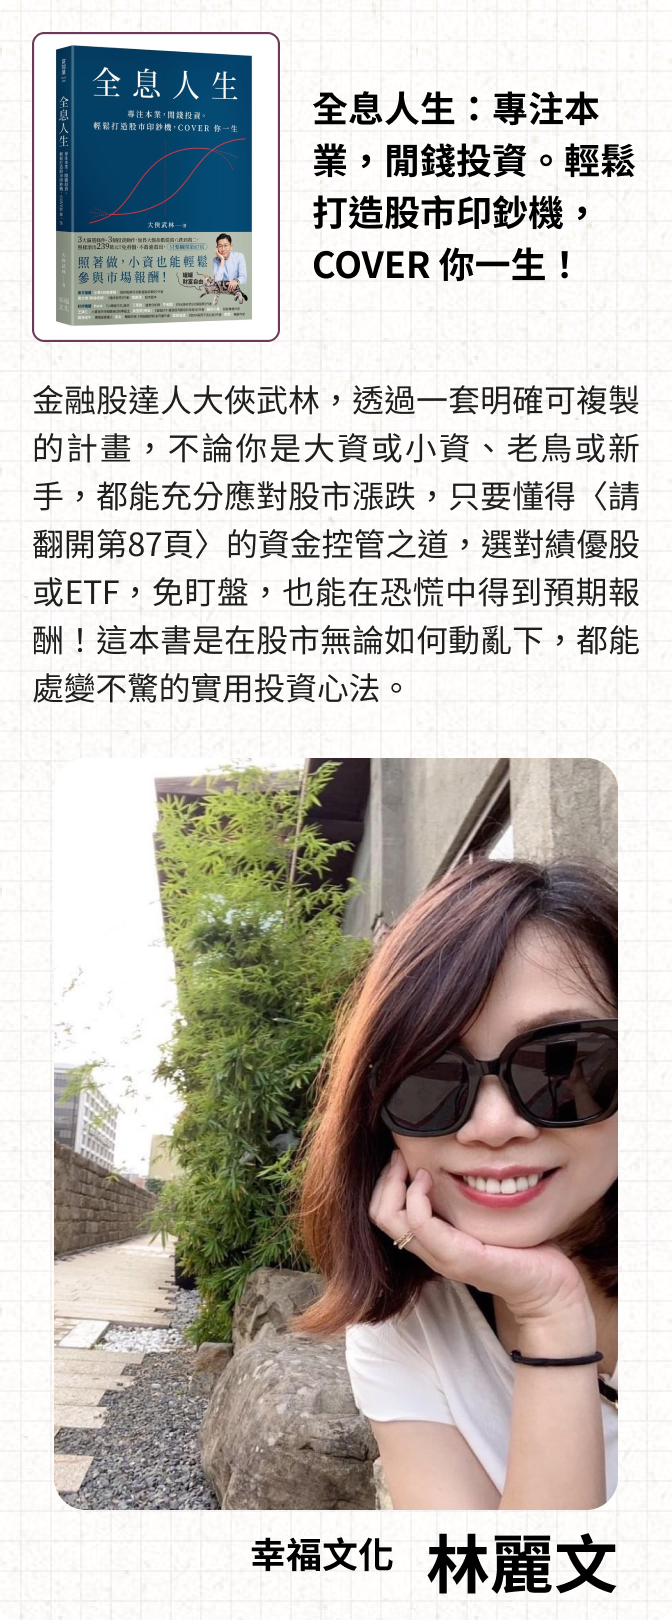 全息人生
專注本業，閒錢投資。
輕鬆打造股市印鈔機，COVER 你一生
大俠武林
照著做，小資也能輕鬆
參與市場報酬！
全息人生
全息人生：專注本
業，閒錢投資。輕鬆
打造股市印鈔機，
COVER 你一生！
金融股達人大俠武林，透過一套明確可複製
的計畫，不論你是大資或小資、老鳥或新
手，都能充分應對股市漲跌，只要懂得〈請
翻開第87頁〉的資金控管之道，選對績優股
或ETF，免盯盤，也能在恐慌中得到預期報
酬！這本書是在股市無論如何動亂下，都能
處變不驚的實用投資心法。
幸福文化 林麗文